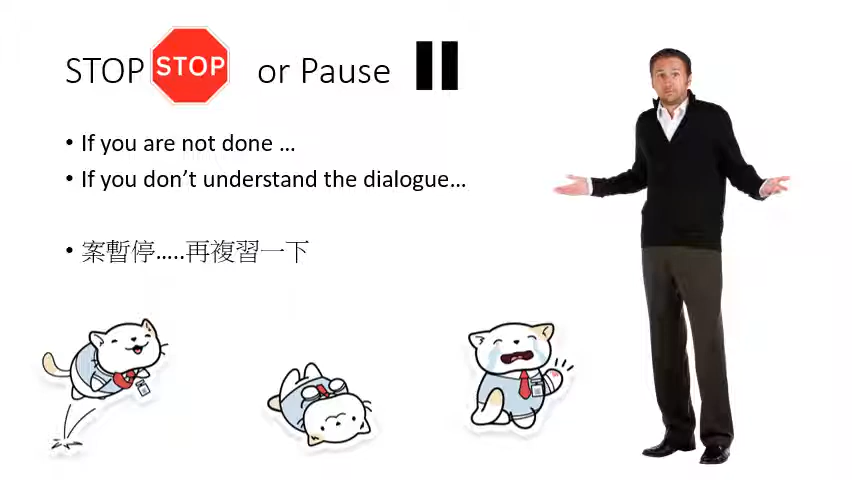 STOP STOP or Pause
• If you are not done …
• If you don’t understand the dialogue…
• 案暫停…..再複習一下